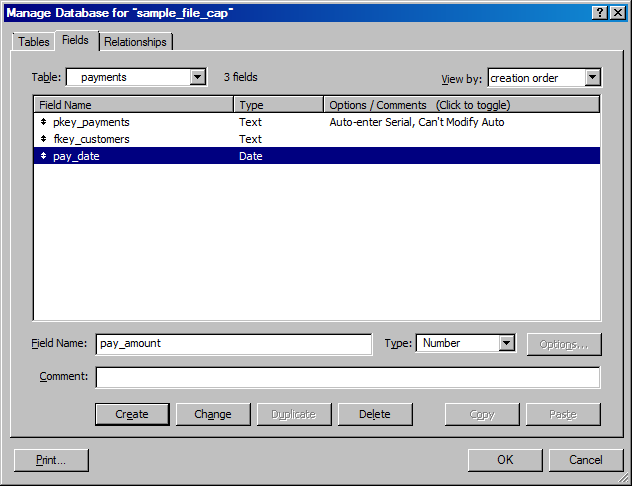 Manage Database for "sample_file_cap"
Tables Fields Relationships
Table: payments 3 fields View by: creation order
Field Name Type Options / Comments (Click to toggle)
pkey_payments Text Auto-enter Serial, Can't Modify Auto
fkey_customers Text
pay_date Date
Field Name: pay_amount Type: Number Options...
Comment:
Create Change Duplicate Delete Copy Paste
Print... OK Cancel